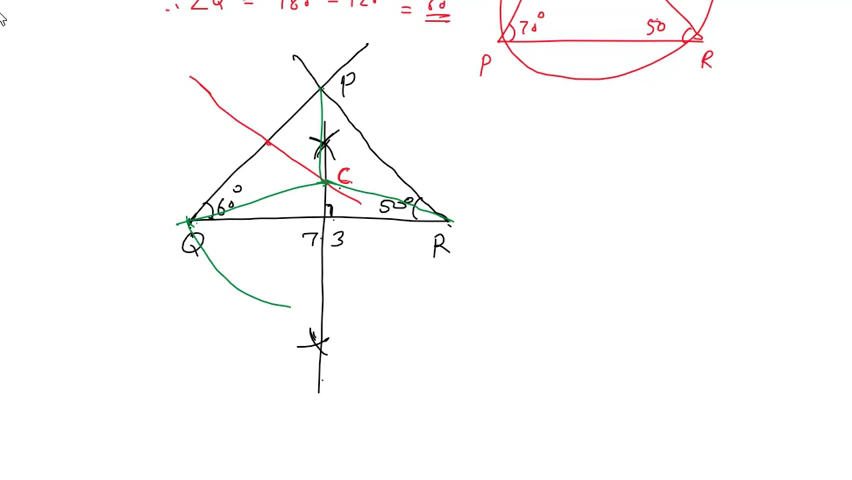 ∴ ∠Q = 180 - 120 = 60
70° 50
P R
P
C
60° 50°
Q 7.3 R